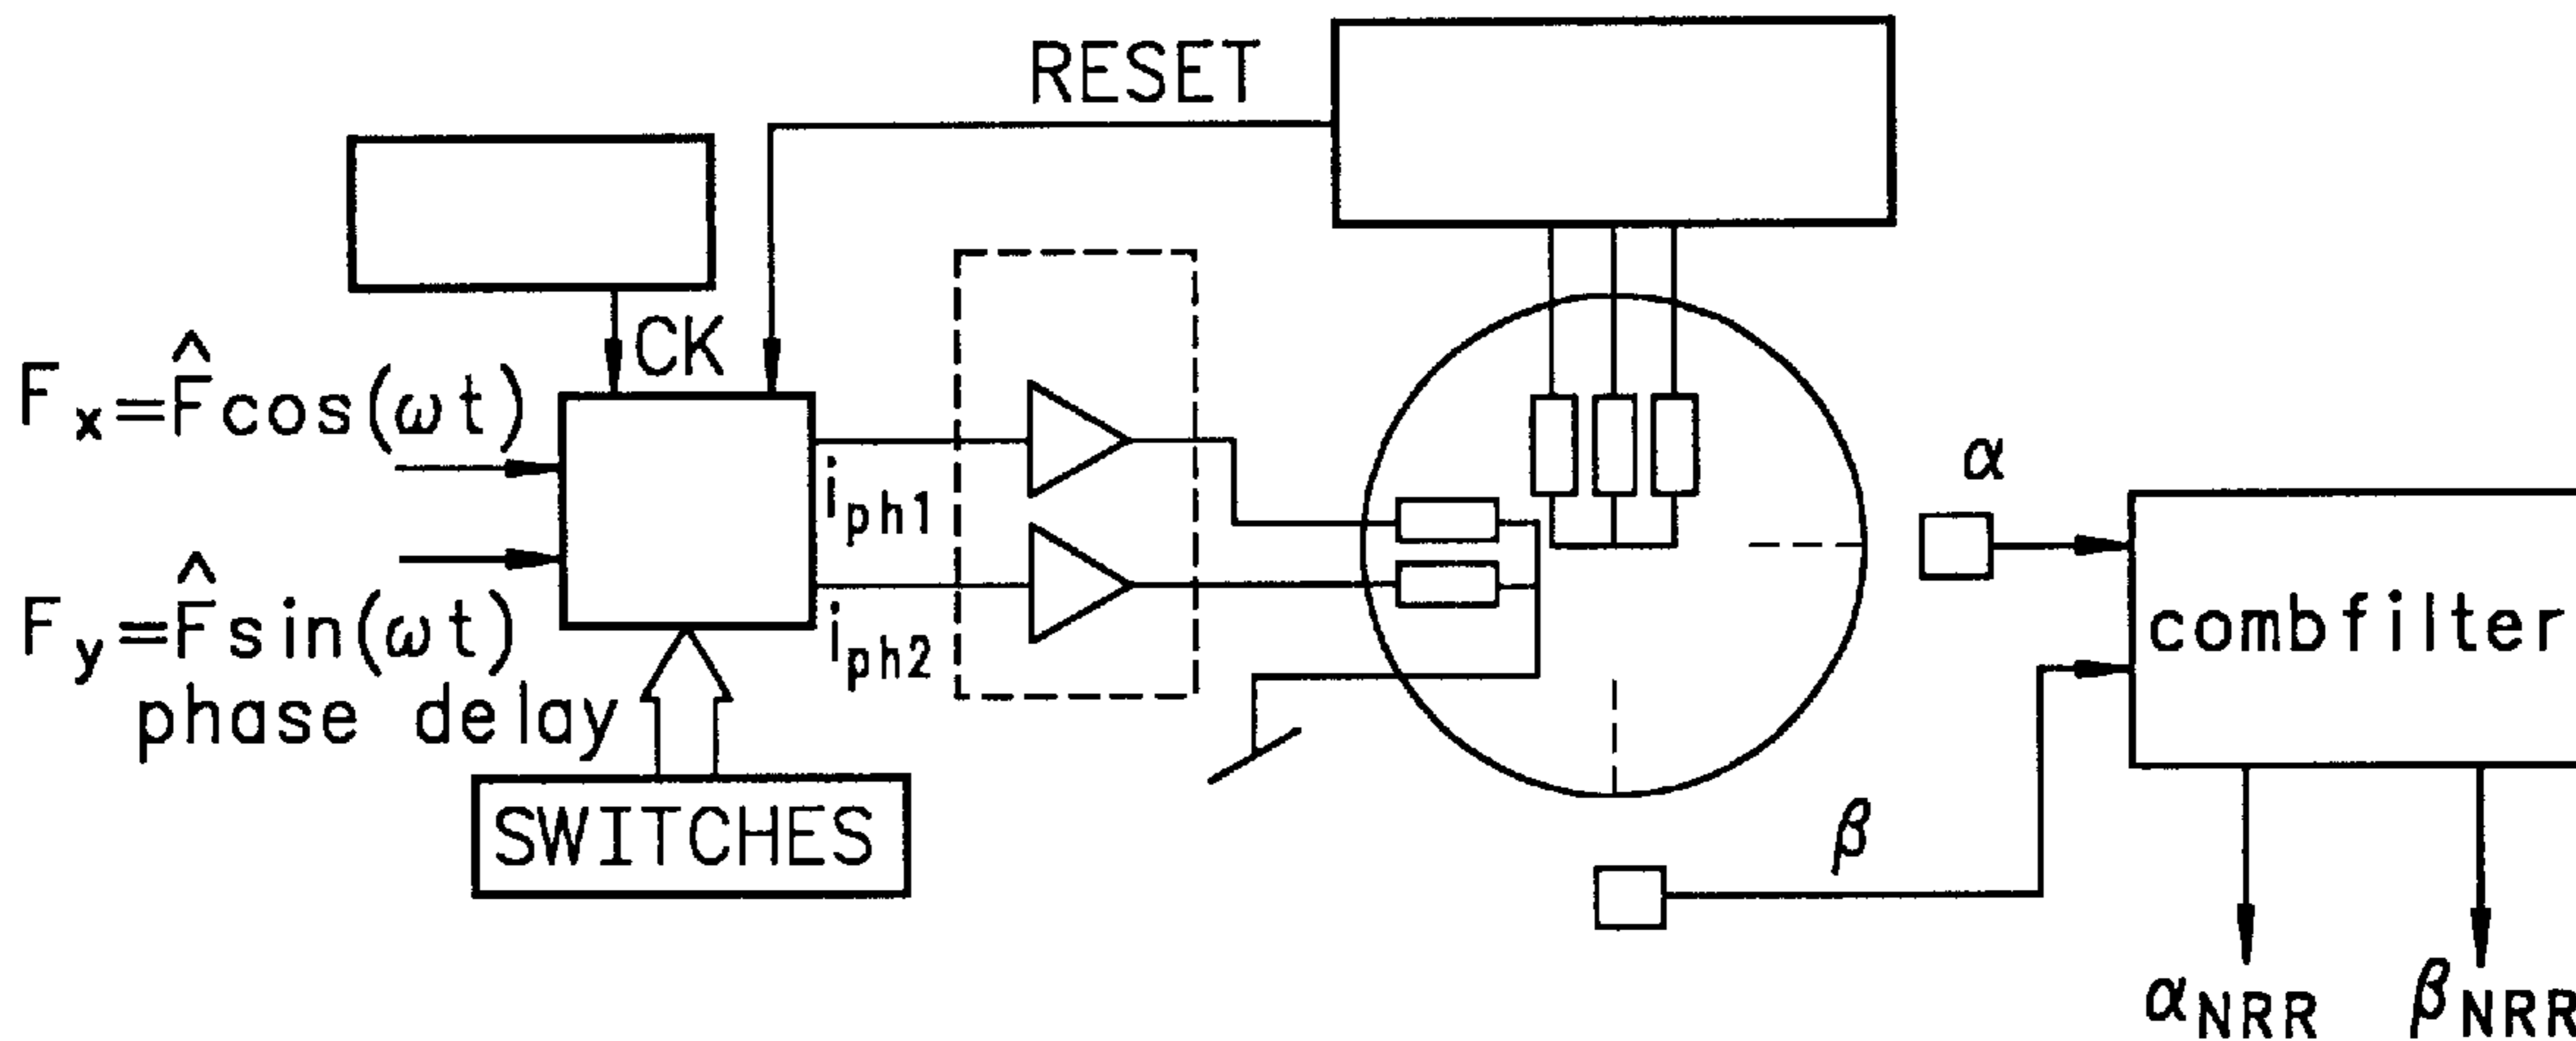 RESET
CK
F_x=F̂cos(ωt)
F_y=F̂sin(ωt)
phase delay
i_ph1
i_ph2
SWITCHES
α
β
combfilter
α_NRR
β_NRR